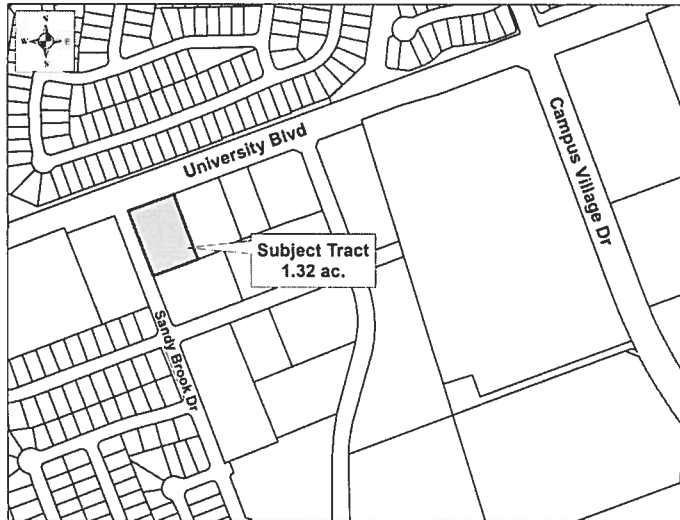 N
W E
S
University Blvd
Campus Village Dr
Subject Tract
1.32 ac.
Sandy Brook Dr